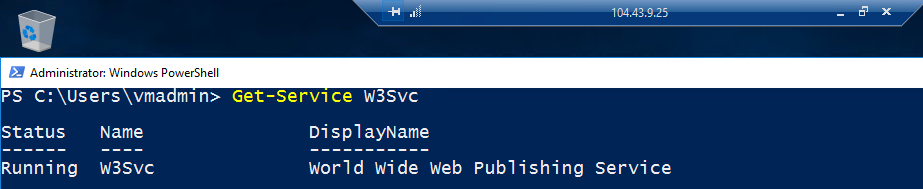 104.43.9.25
Administrator: Windows PowerShell
PS C:\Users\vmadmin> Get-Service W3Svc
Status   Name               DisplayName
------   ----               -----------
Running  W3Svc              World Wide Web Publishing Service